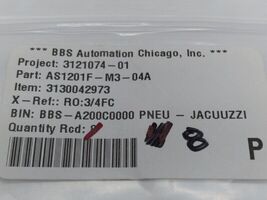 *** BBS Automation Chicago, Inc. ***
Project: 3121074-01
Part: AS1201F-M3-04A
Item: 3130042973
X-Ref:: RO:3/4FC
BIN: BBS-A200C0000 PNEU - JACUUZZI
Quantity Rcd: 8
P